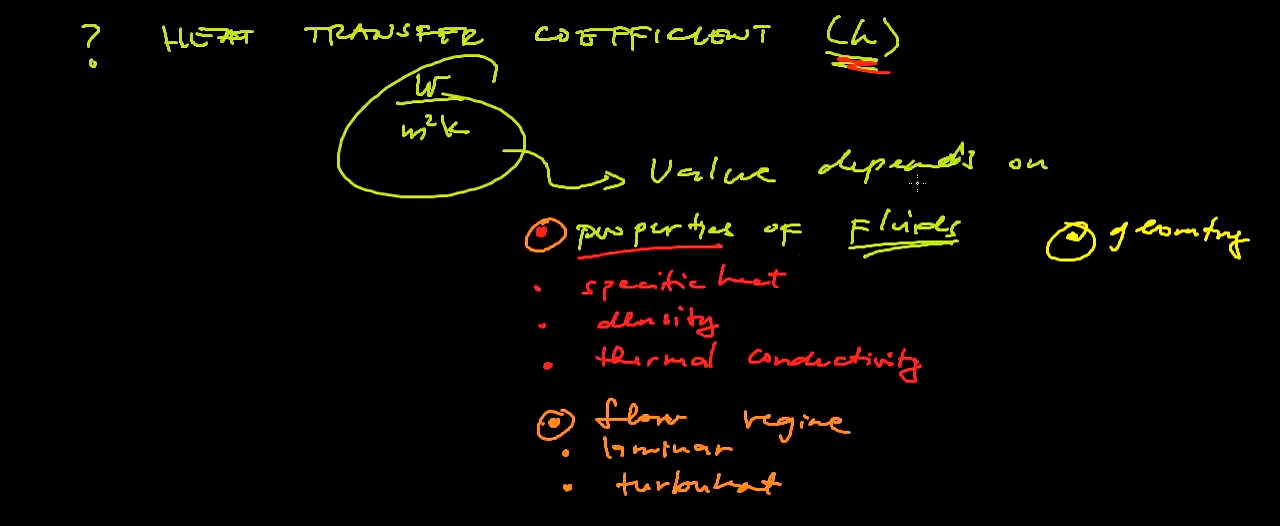 ? HEAT TRANSFER COEFFICIENT (h)
W
m²K
Value depends on
properties of Fluids
geometry
• specific heat
• density
• thermal conductivity
flow regime
• laminar
• turbulent